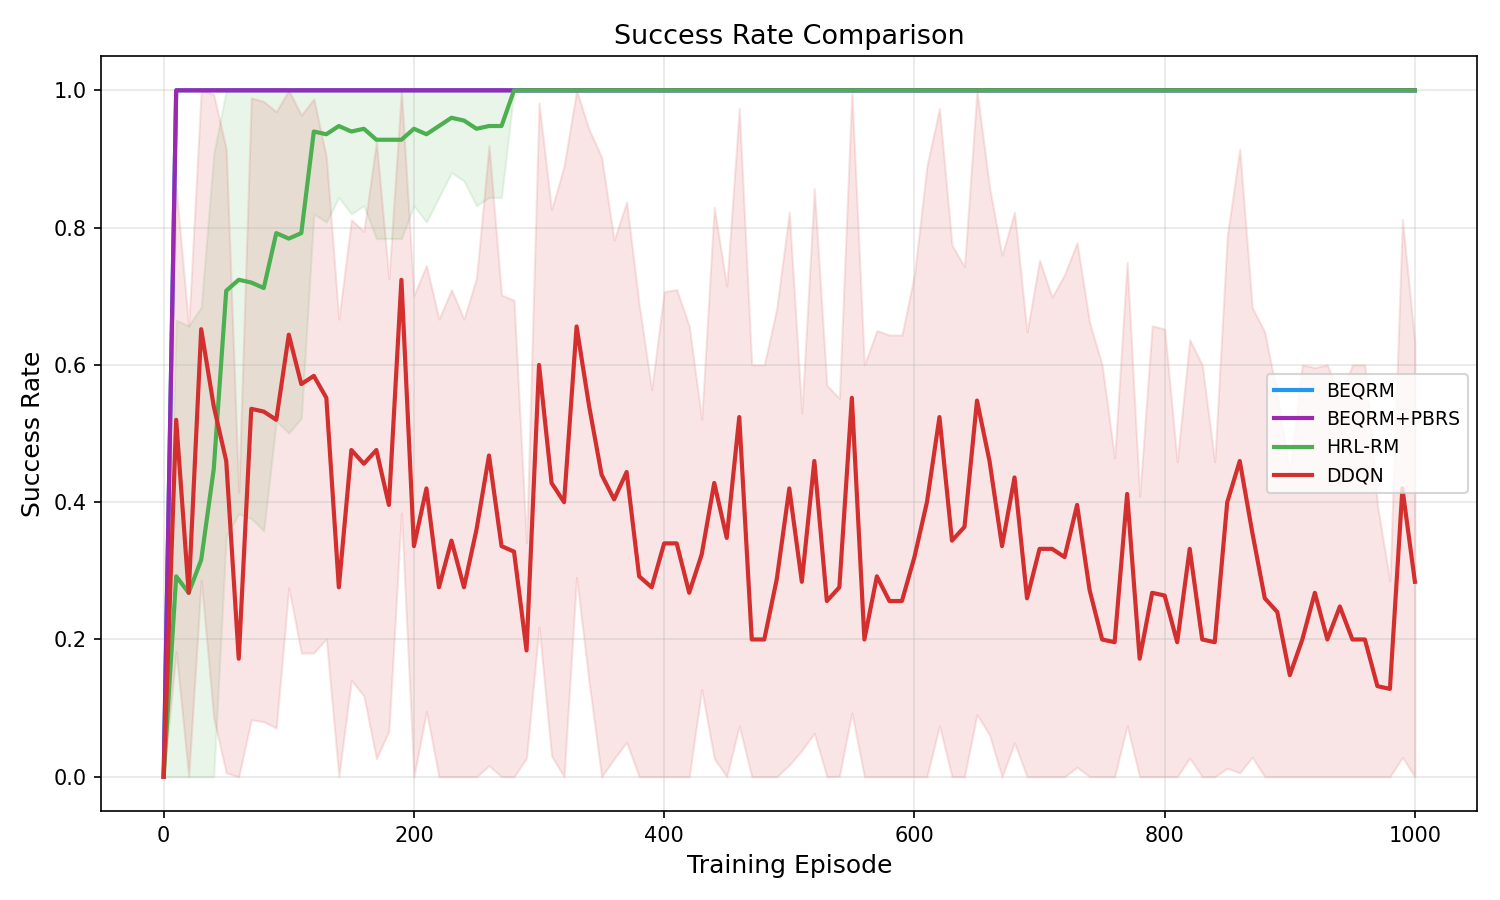 Success Rate Comparison
Success Rate
1.0
0.8
0.6
0.4
0.2
0.0
BEQRM
BEQRM+PBRS
HRL-RM
DDQN
0 200 400 600 800 1000
Training Episode